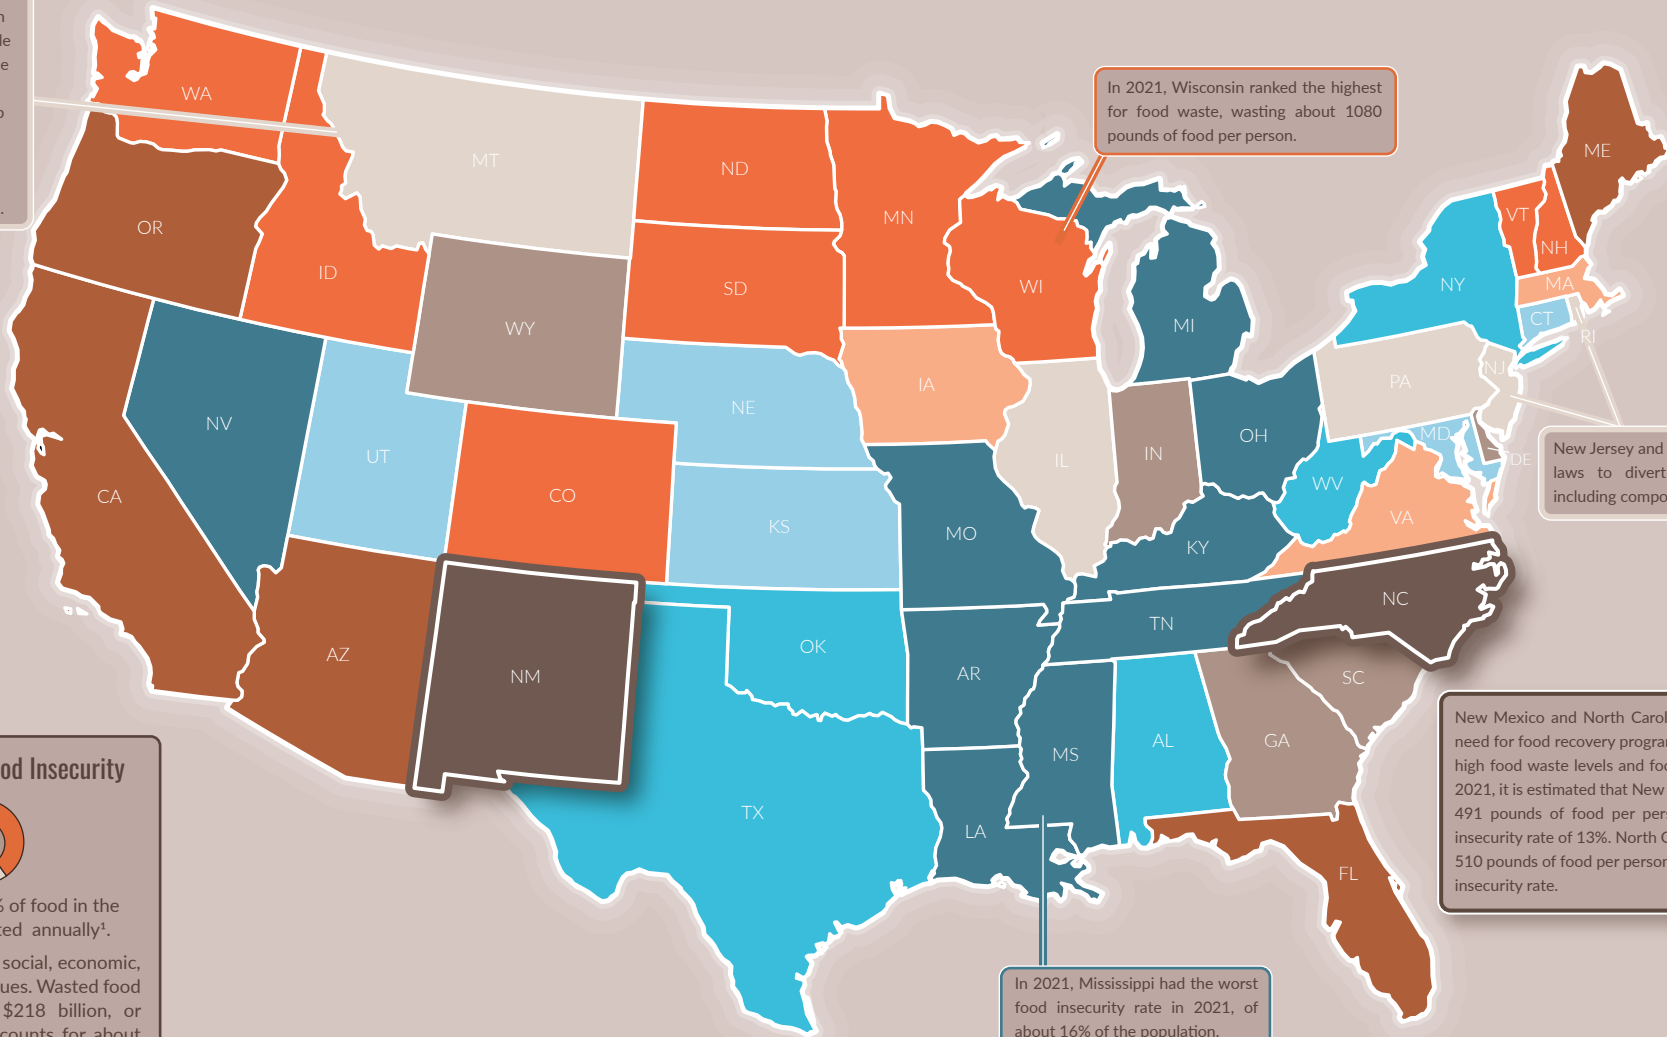 WA
MT
ND
MN
OR
ID
SD
WY
WI
MI
IA
NE
NV
UT
CO
KS
CA
AZ
NM
OK
TX
MO
AR
LA
MS
AL
TN
KY
IL
IN
OH
WV
VA
NC
SC
GA
FL
PA
NY
NJ
MD
DE
CT
RI
MA
VT
NH
ME
In 2021, Wisconsin ranked the highest
for food waste, wasting about 1080
pounds of food per person.
New Jersey and
laws to divert
including compo
New Mexico and North Carol
need for food recovery program
high food waste levels and foo
2021, it is estimated that New
491 pounds of food per pers
insecurity rate of 13%. North C
510 pounds of food per person
insecurity rate.
In 2021, Mississippi had the worst
food insecurity rate in 2021, of
about 16% of the population.
od Insecurity
% of food in the
ted annually¹.
social, economic,
ues. Wasted food
$218 billion, or
counts for about